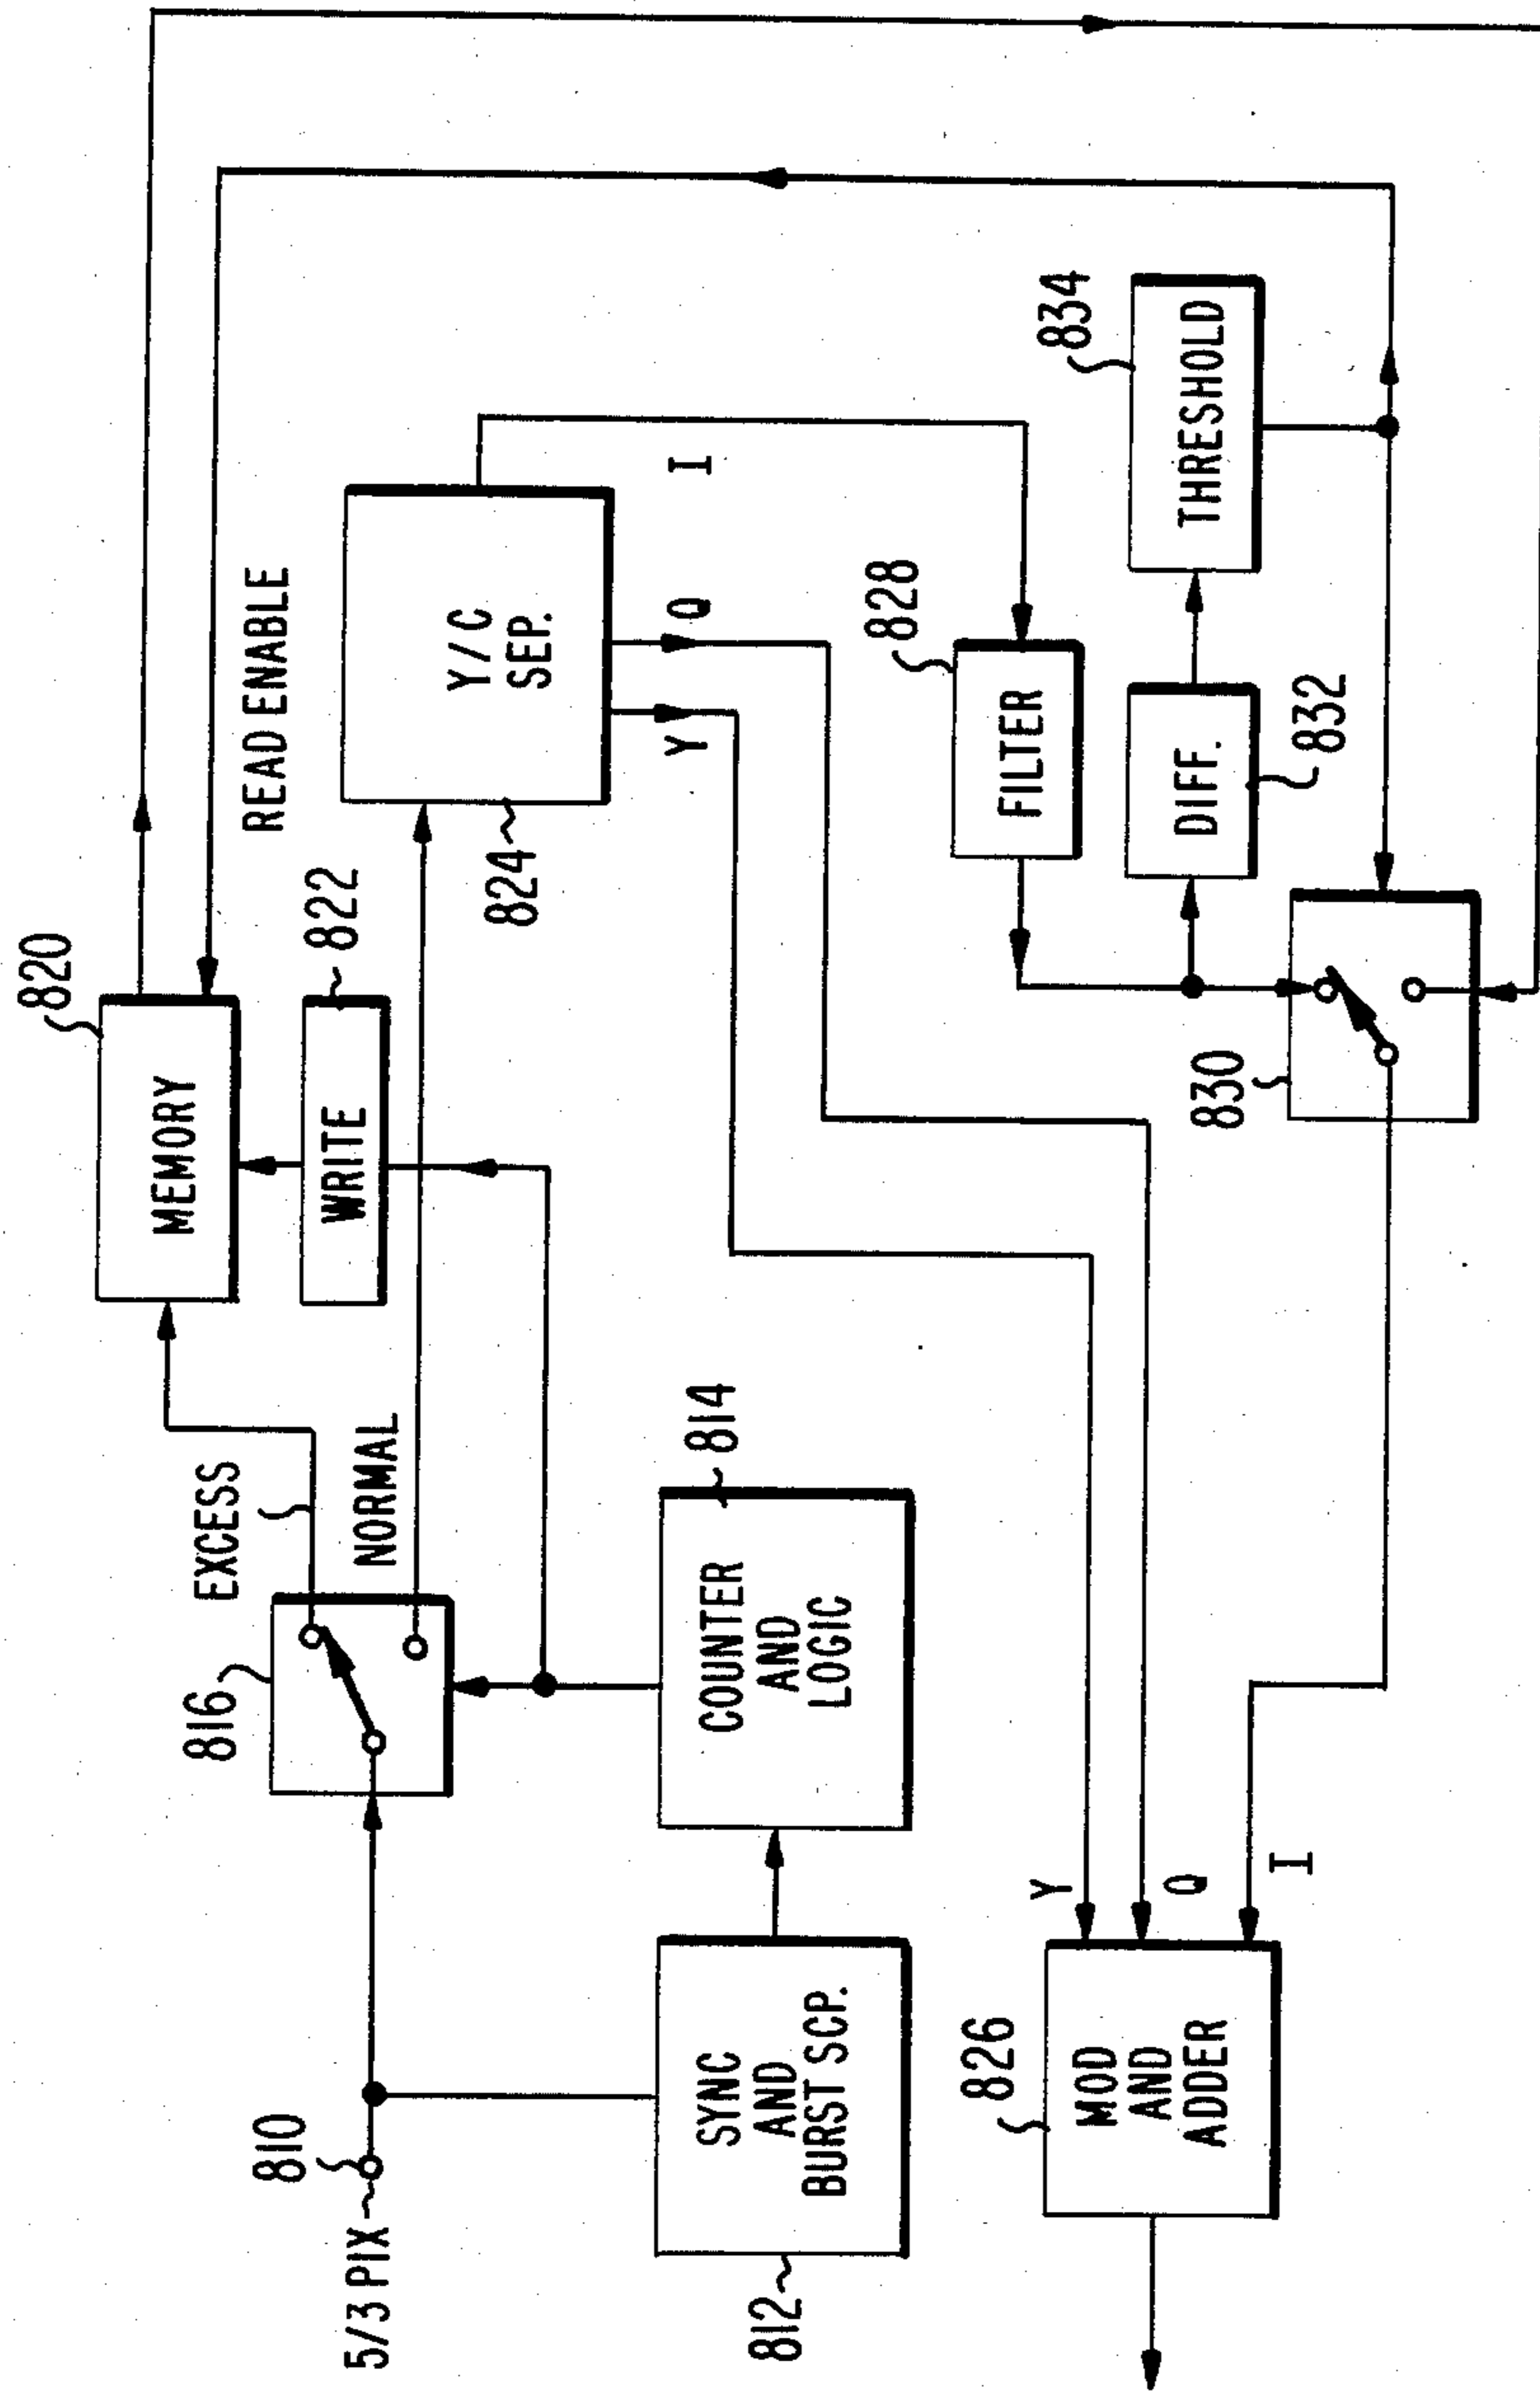 820
MEMORY
822
WRITE
READ ENABLE
EXCESS
NORMAL
816
810
5/3 PIX
Y/C
SEP.
824
Y
Q
I
814
COUNTER
AND
LOGIC
SYNC
AND
BURST SCP.
812
828
FILTER
834
THRESHOLD
DIFF.
832
830
Y
Q
I
826
MOD
AND
ADDER